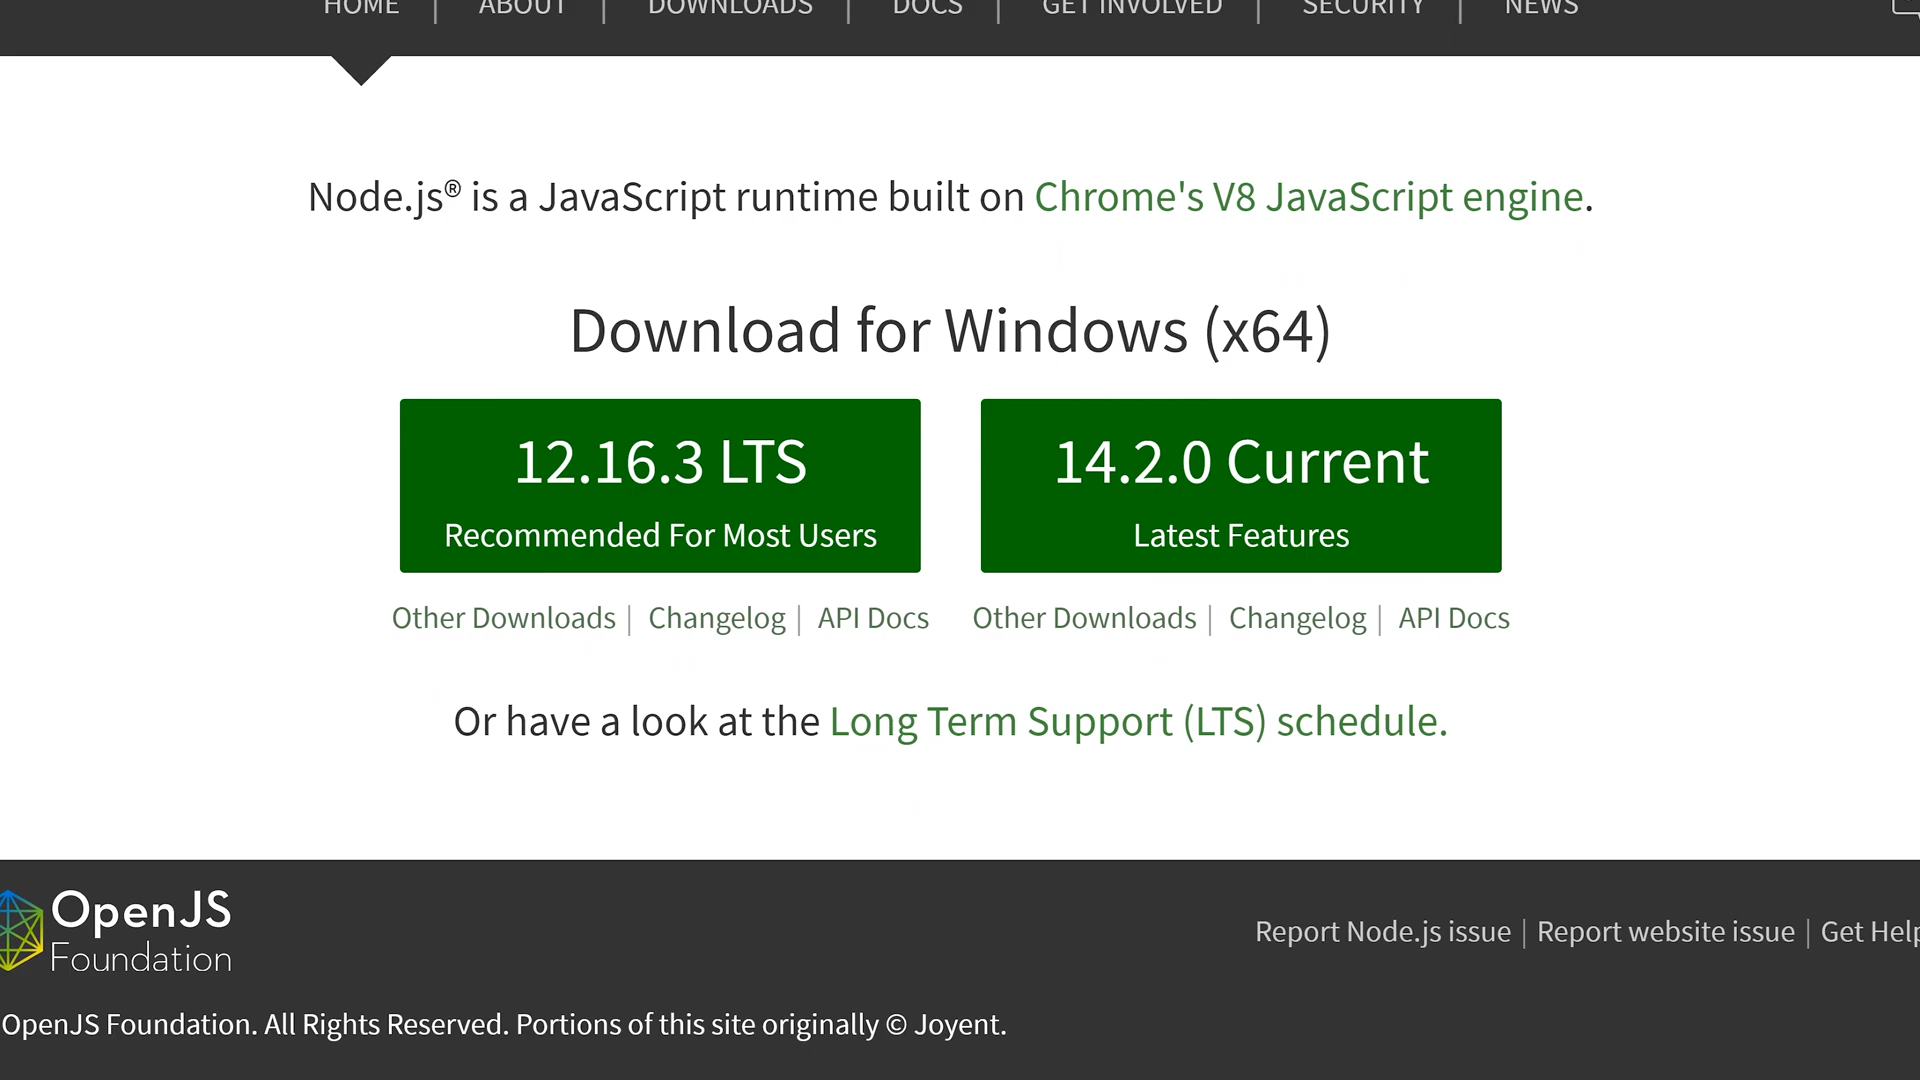 HOME | ABOUT | DOWNLOADS | DOCS | GET INVOLVED | SECURITY | NEWS
Node.js® is a JavaScript runtime built on Chrome's V8 JavaScript engine.
Download for Windows (x64)
12.16.3 LTS
Recommended For Most Users
14.2.0 Current
Latest Features
Other Downloads | Changelog | API Docs
Other Downloads | Changelog | API Docs
Or have a look at the Long Term Support (LTS) schedule.
OpenJS
Foundation
Report Node.js issue | Report website issue | Get Help
OpenJS Foundation. All Rights Reserved. Portions of this site originally © Joyent.